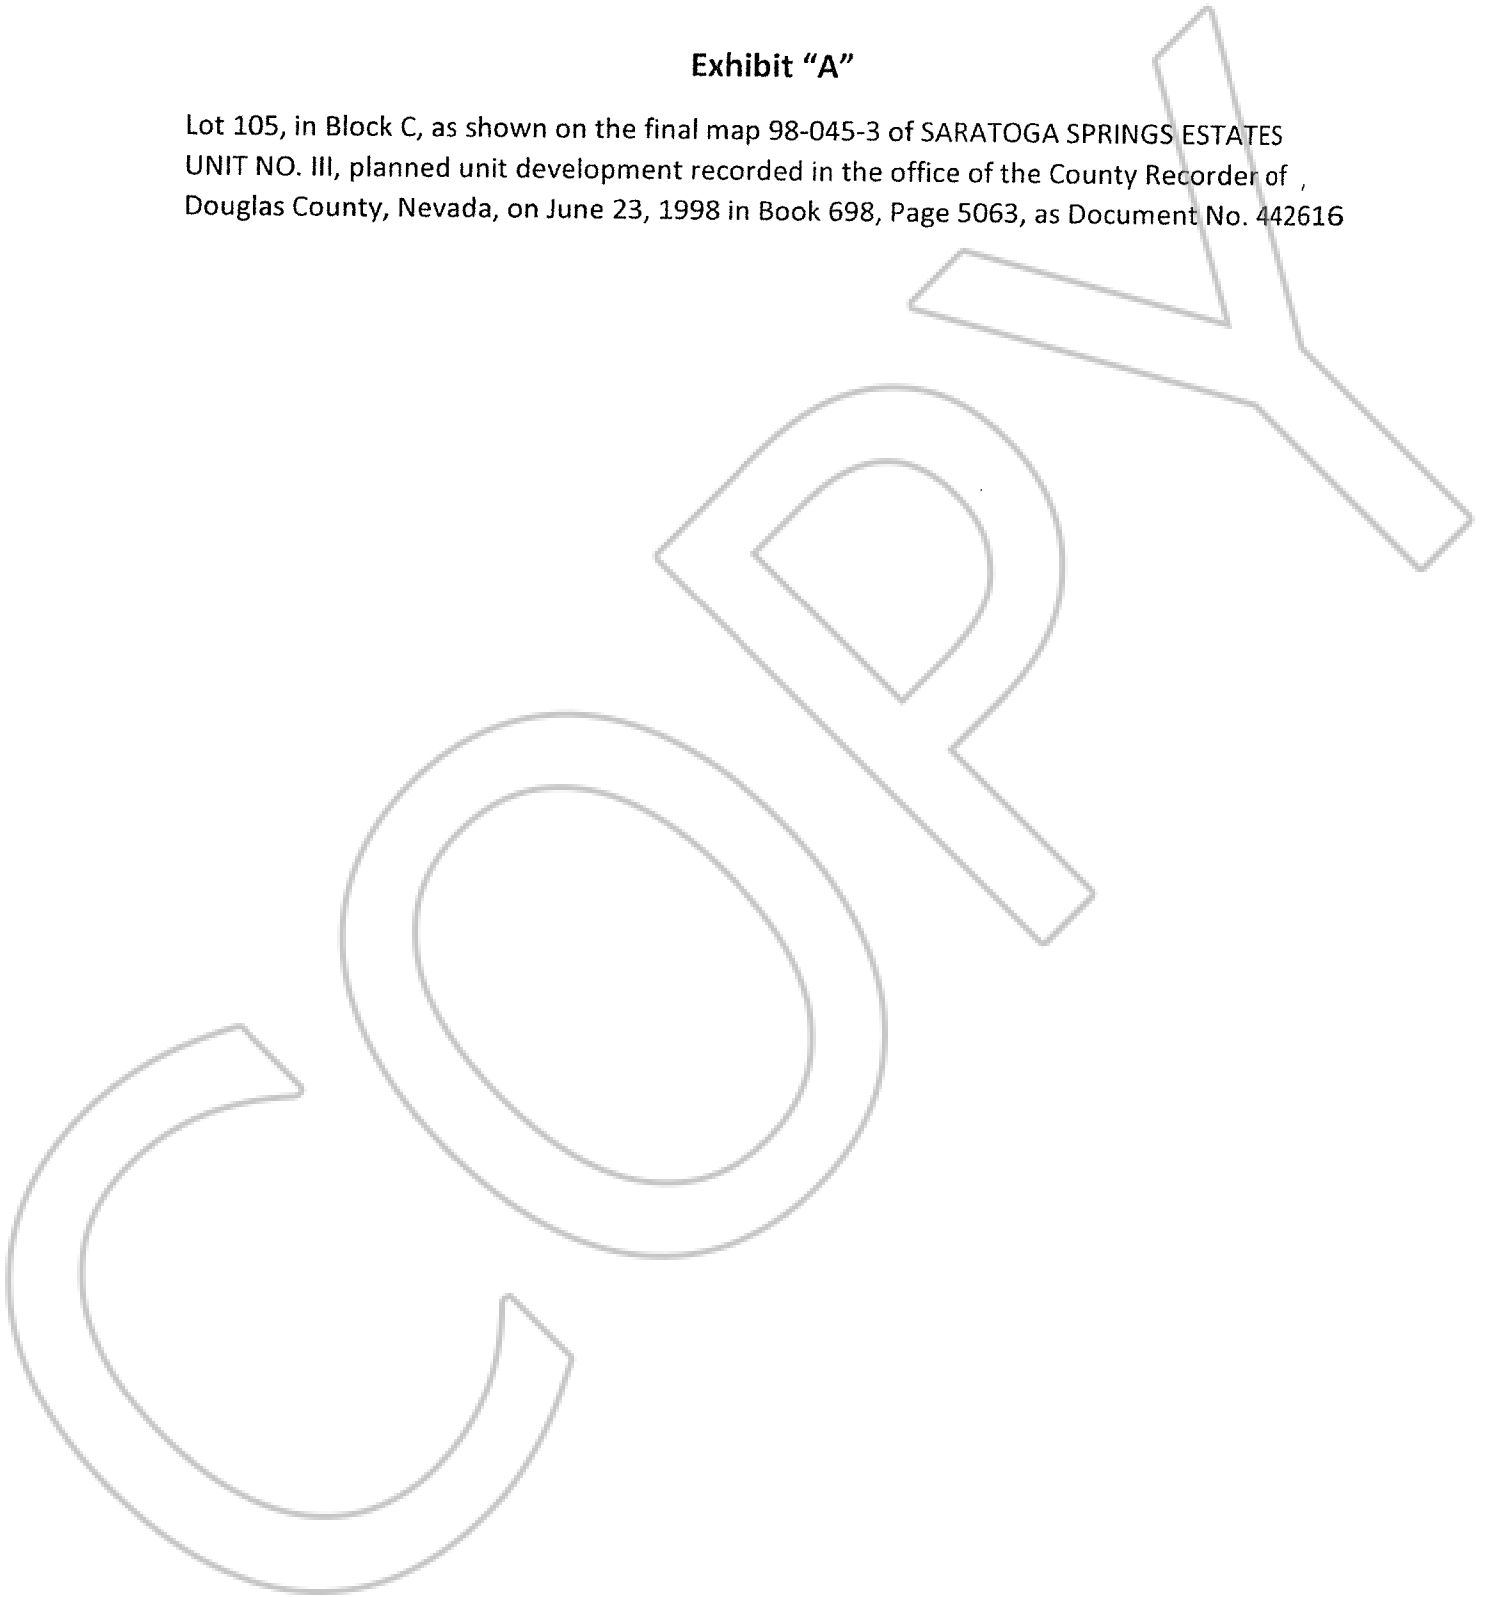 Exhibit “A”
Lot 105, in Block C, as shown on the final map 98-045-3 of SARATOGA SPRINGS ESTATES
UNIT NO. III, planned unit development recorded in the office of the County Recorder of ,
Douglas County, Nevada, on June 23, 1998 in Book 698, Page 5063, as Document No. 442616
COPY